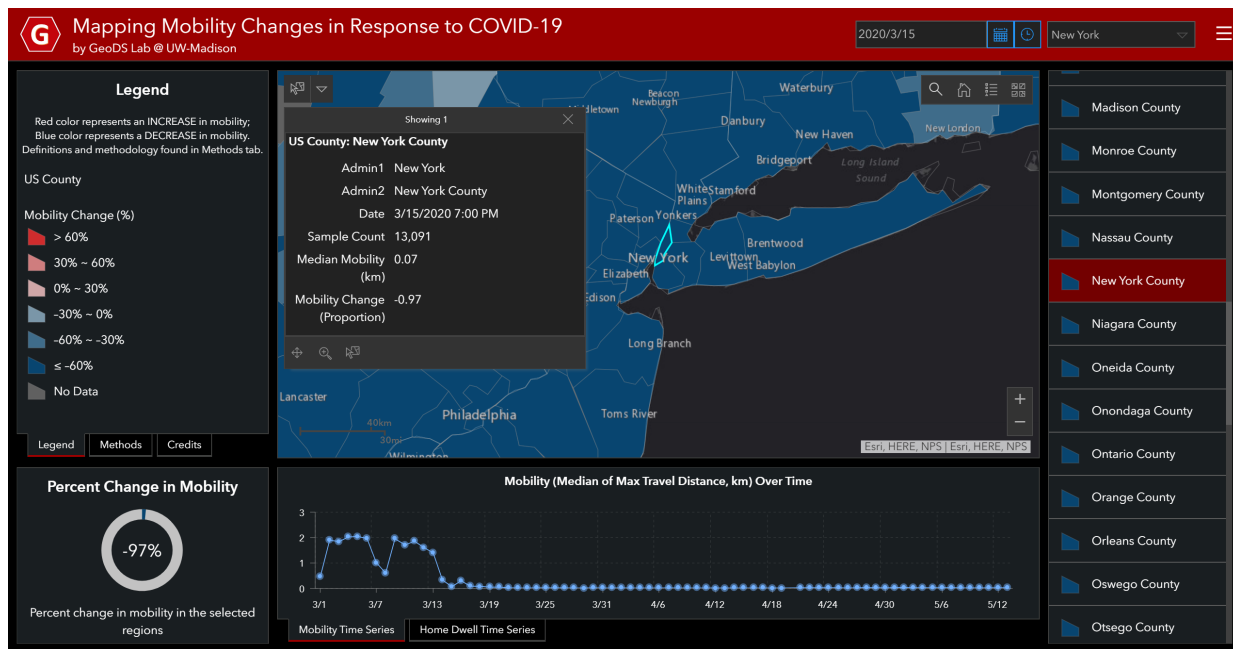 G
Mapping Mobility Changes in Response to COVID-19
by GeoDS Lab @ UW-Madison
2020/3/15
New York
Legend
Red color represents an INCREASE in mobility;
Blue color represents a DECREASE in mobility.
Definitions and methodology found in Methods tab.
US County
Mobility Change (%)
> 60%
30% ~ 60%
0% ~ 30%
-30% ~ 0%
-60% ~ -30%
≤ -60%
No Data
Legend
Methods
Credits
Showing 1
US County: New York County
Admin1 New York
Admin2 New York County
Date 3/15/2020 7:00 PM
Sample Count 13,091
Median Mobility 0.07
(km)
Mobility Change -0.97
(Proportion)
Beacon
Newburgh
Waterbury
Danbury
New Haven
New London
Bridgeport
Long Island
Sound
White
Plains
Stamford
Paterson
Yonkers
Brentwood
New York
Levittown
West Babylon
Elizabeth
Edison
Long Branch
Lancaster
Philadelphia
Toms River
40km
30mi
Wilmington
+
−
Esri, HERE, NPS | Esri, HERE, NPS
Madison County
Monroe County
Montgomery County
Nassau County
New York County
Niagara County
Oneida County
Onondaga County
Ontario County
Orange County
Orleans County
Oswego County
Otsego County
Percent Change in Mobility
-97%
Percent change in mobility in the selected
regions
Mobility (Median of Max Travel Distance, km) Over Time
3
2
1
0
3/1 3/7 3/13 3/19 3/25 3/31 4/6 4/12 4/18 4/24 4/30 5/6 5/12
Mobility Time Series
Home Dwell Time Series